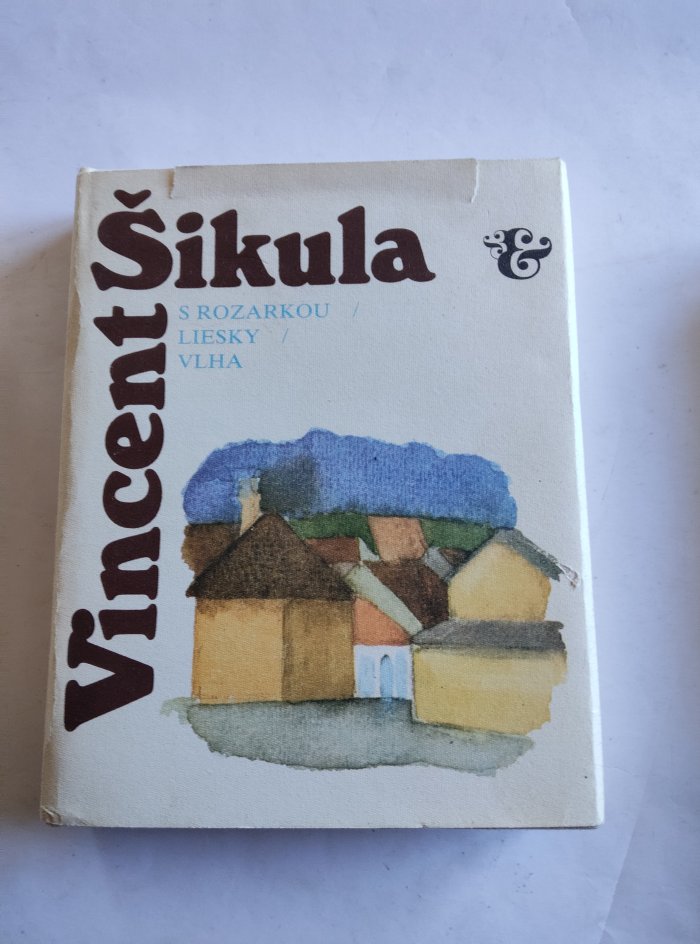 Vincent
Šikula
&
S ROZARKOU /
LIESKY /
VLHA